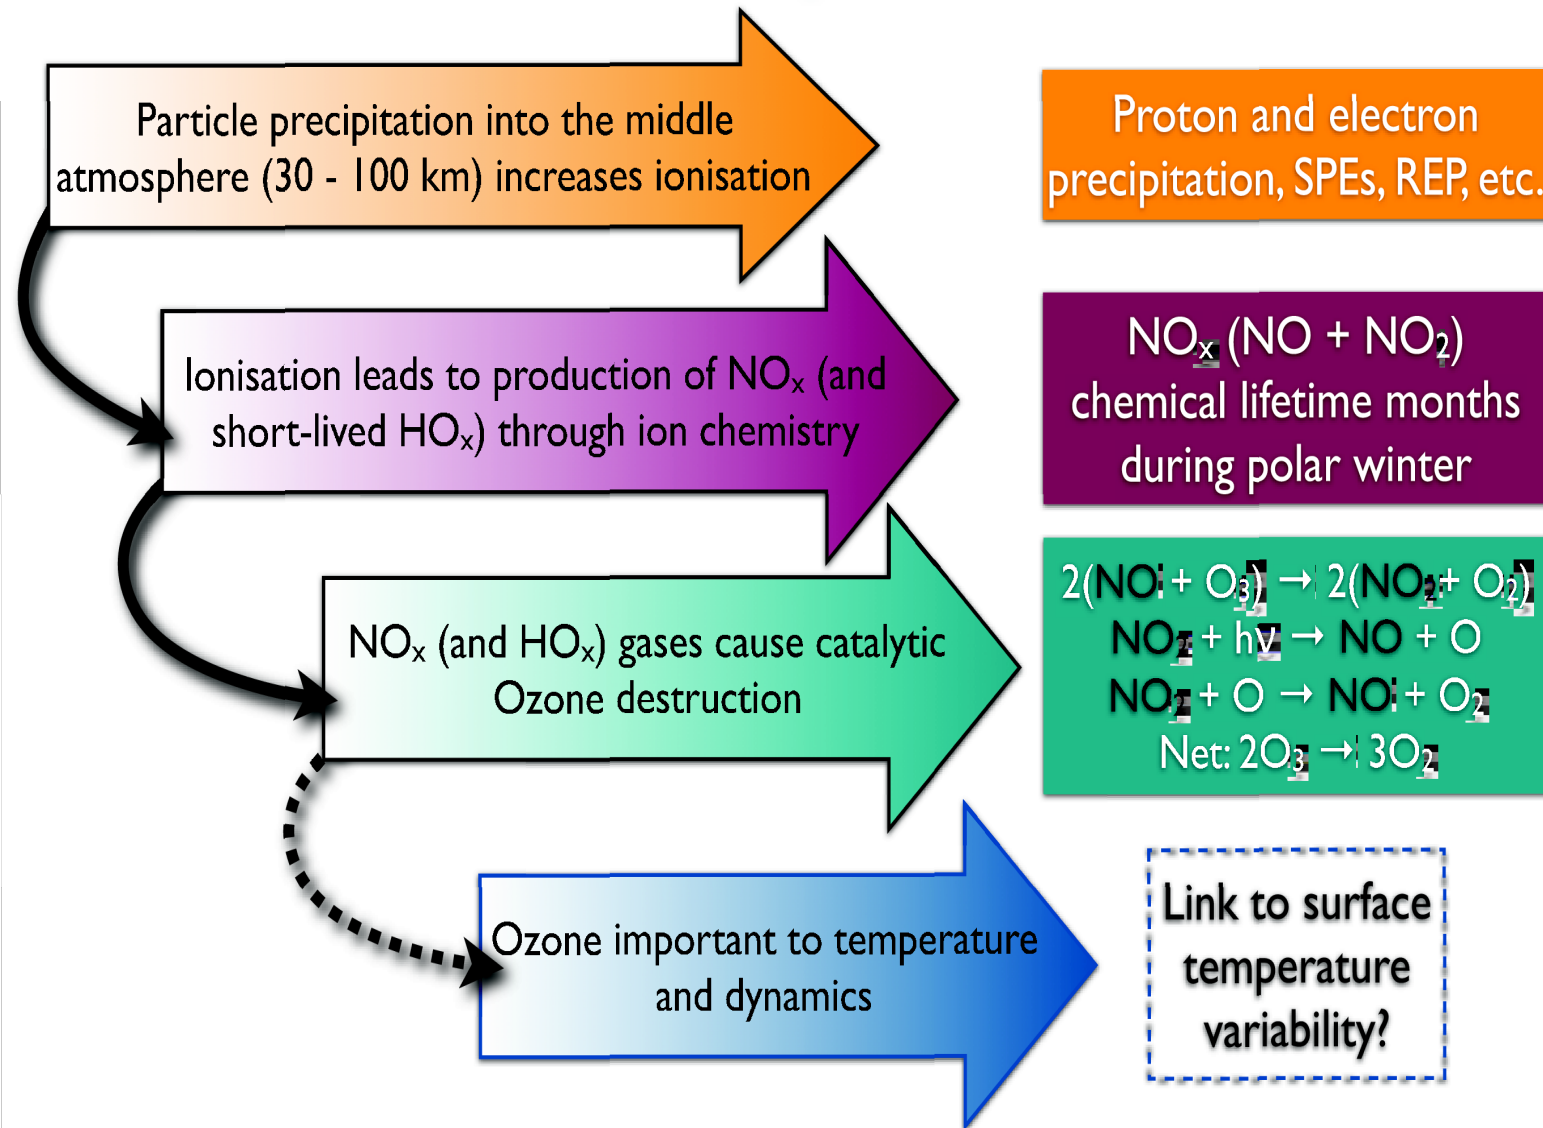 Particle precipitation into the middle
atmosphere (30 - 100 km) increases ionisation
Proton and electron
precipitation, SPEs, REP, etc.
Ionisation leads to production of NOₓ (and
short-lived HOₓ) through ion chemistry
NOₓ (NO + NO₂)
chemical lifetime months
during polar winter
NOₓ (and HOₓ) gases cause catalytic
Ozone destruction
2(NO + O₃) → 2(NO₂ + O₂)
NO₂ + hν → NO + O
NO₂ + O → NO + O₂
Net: 2O₃ → 3O₂
Ozone important to temperature
and dynamics
Link to surface
temperature
variability?